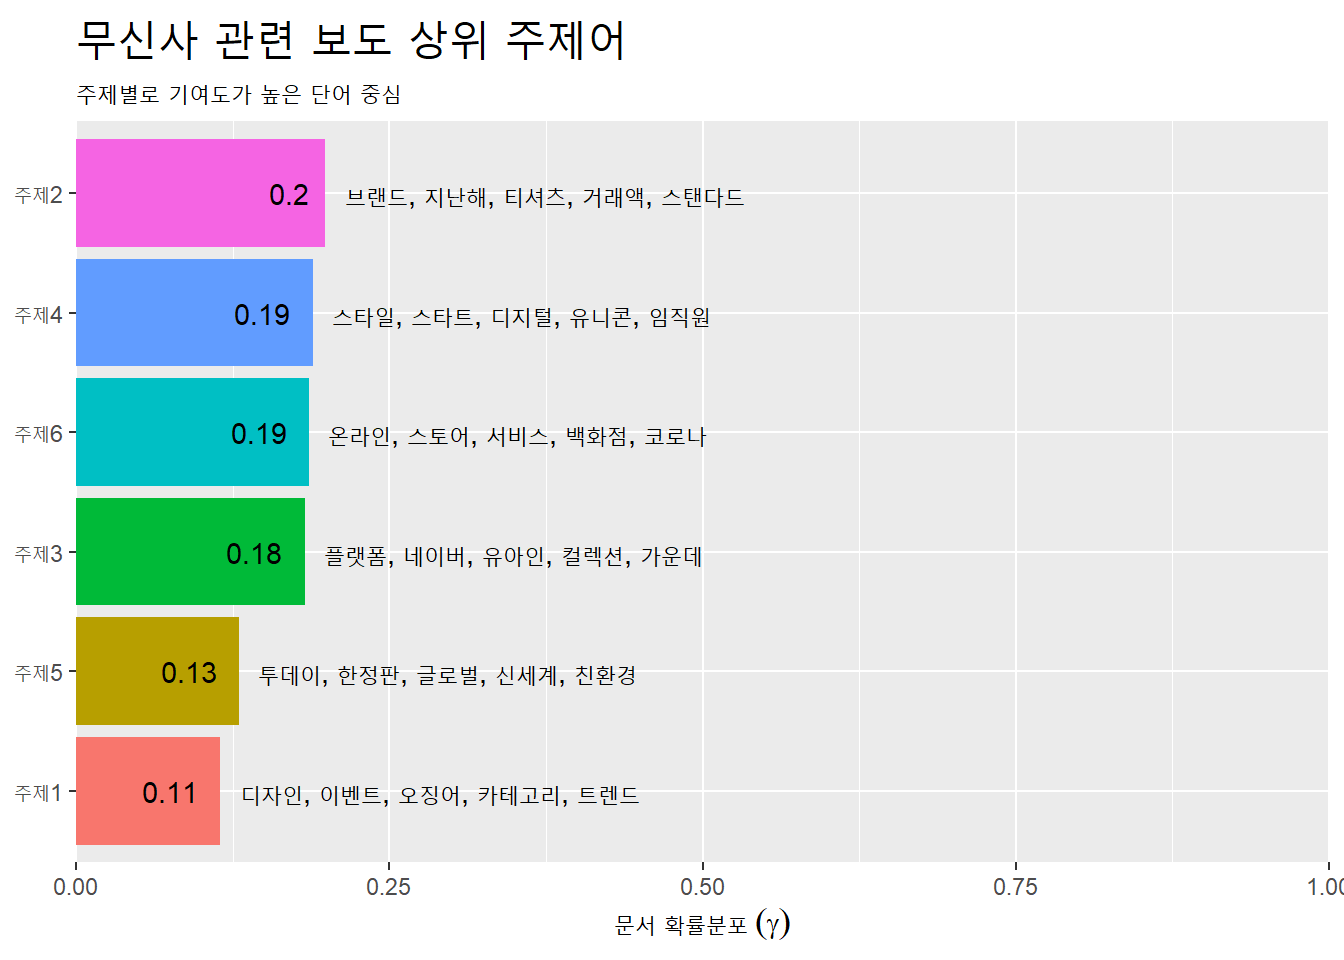 무신사 관련 보도 상위 주제어
주제별로 기여도가 높은 단어 중심
주제2 0.2 브랜드, 지난해, 티셔츠, 거래액, 스탠다드
주제4 0.19 스타일, 스타트, 디지털, 유니콘, 임직원
주제6 0.19 온라인, 스토어, 서비스, 백화점, 코로나
주제3 0.18 플랫폼, 네이버, 유아인, 컬렉션, 가운데
주제5 0.13 투데이, 한정판, 글로벌, 신세계, 친환경
주제1 0.11 디자인, 이벤트, 오징어, 카테고리, 트렌드
0.00 0.25 0.50 0.75 1.00
문서 확률분포 (γ)